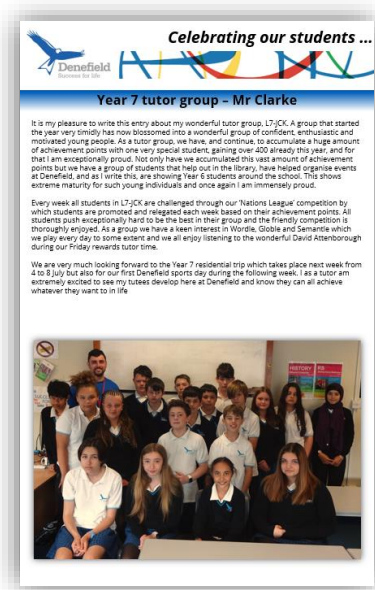 Celebrating our students ...
Denefield
Success for life
Year 7 tutor group – Mr Clarke
It is my pleasure to write this entry about my wonderful tutor group, L7-JCK. A group that started
the year very timidly has now blossomed into a wonderful group of confident, enthusiastic and
motivated young people. As a tutor group, we have, and continue, to accumulate a huge amount
of achievement points with one very special student, gaining over 400 already this year, and for
that I am exceptionally proud. Not only have we accumulated this vast amount of achievement
points but we have a group of students that help out in the library, have helped organise events
at Denefield, and as I write this, are showing Year 6 students around the school. This shows
extreme maturity for such young individuals and once again I am immensely proud.
Every week all students in L7-JCK are challenged through our 'Nations League' competition by
which students are promoted and relegated each week based on their achievement points. All
students push exceptionally hard to be the best in their group and the friendly competition is
thoroughly enjoyed. As a group we have a keen interest in Wordle, Globle and Semantle which
we play every day to some extent and we all enjoy listening to the wonderful David Attenborough
during our Friday rewards tutor time.
We are very much looking forward to the Year 7 residential trip which takes place next week from
4 to 8 July but also for our first Denefield sports day during the following week. I as a tutor am
extremely excited to see my tutees develop here at Denefield and know they can all achieve
whatever they want to in life
HISTORY
RS